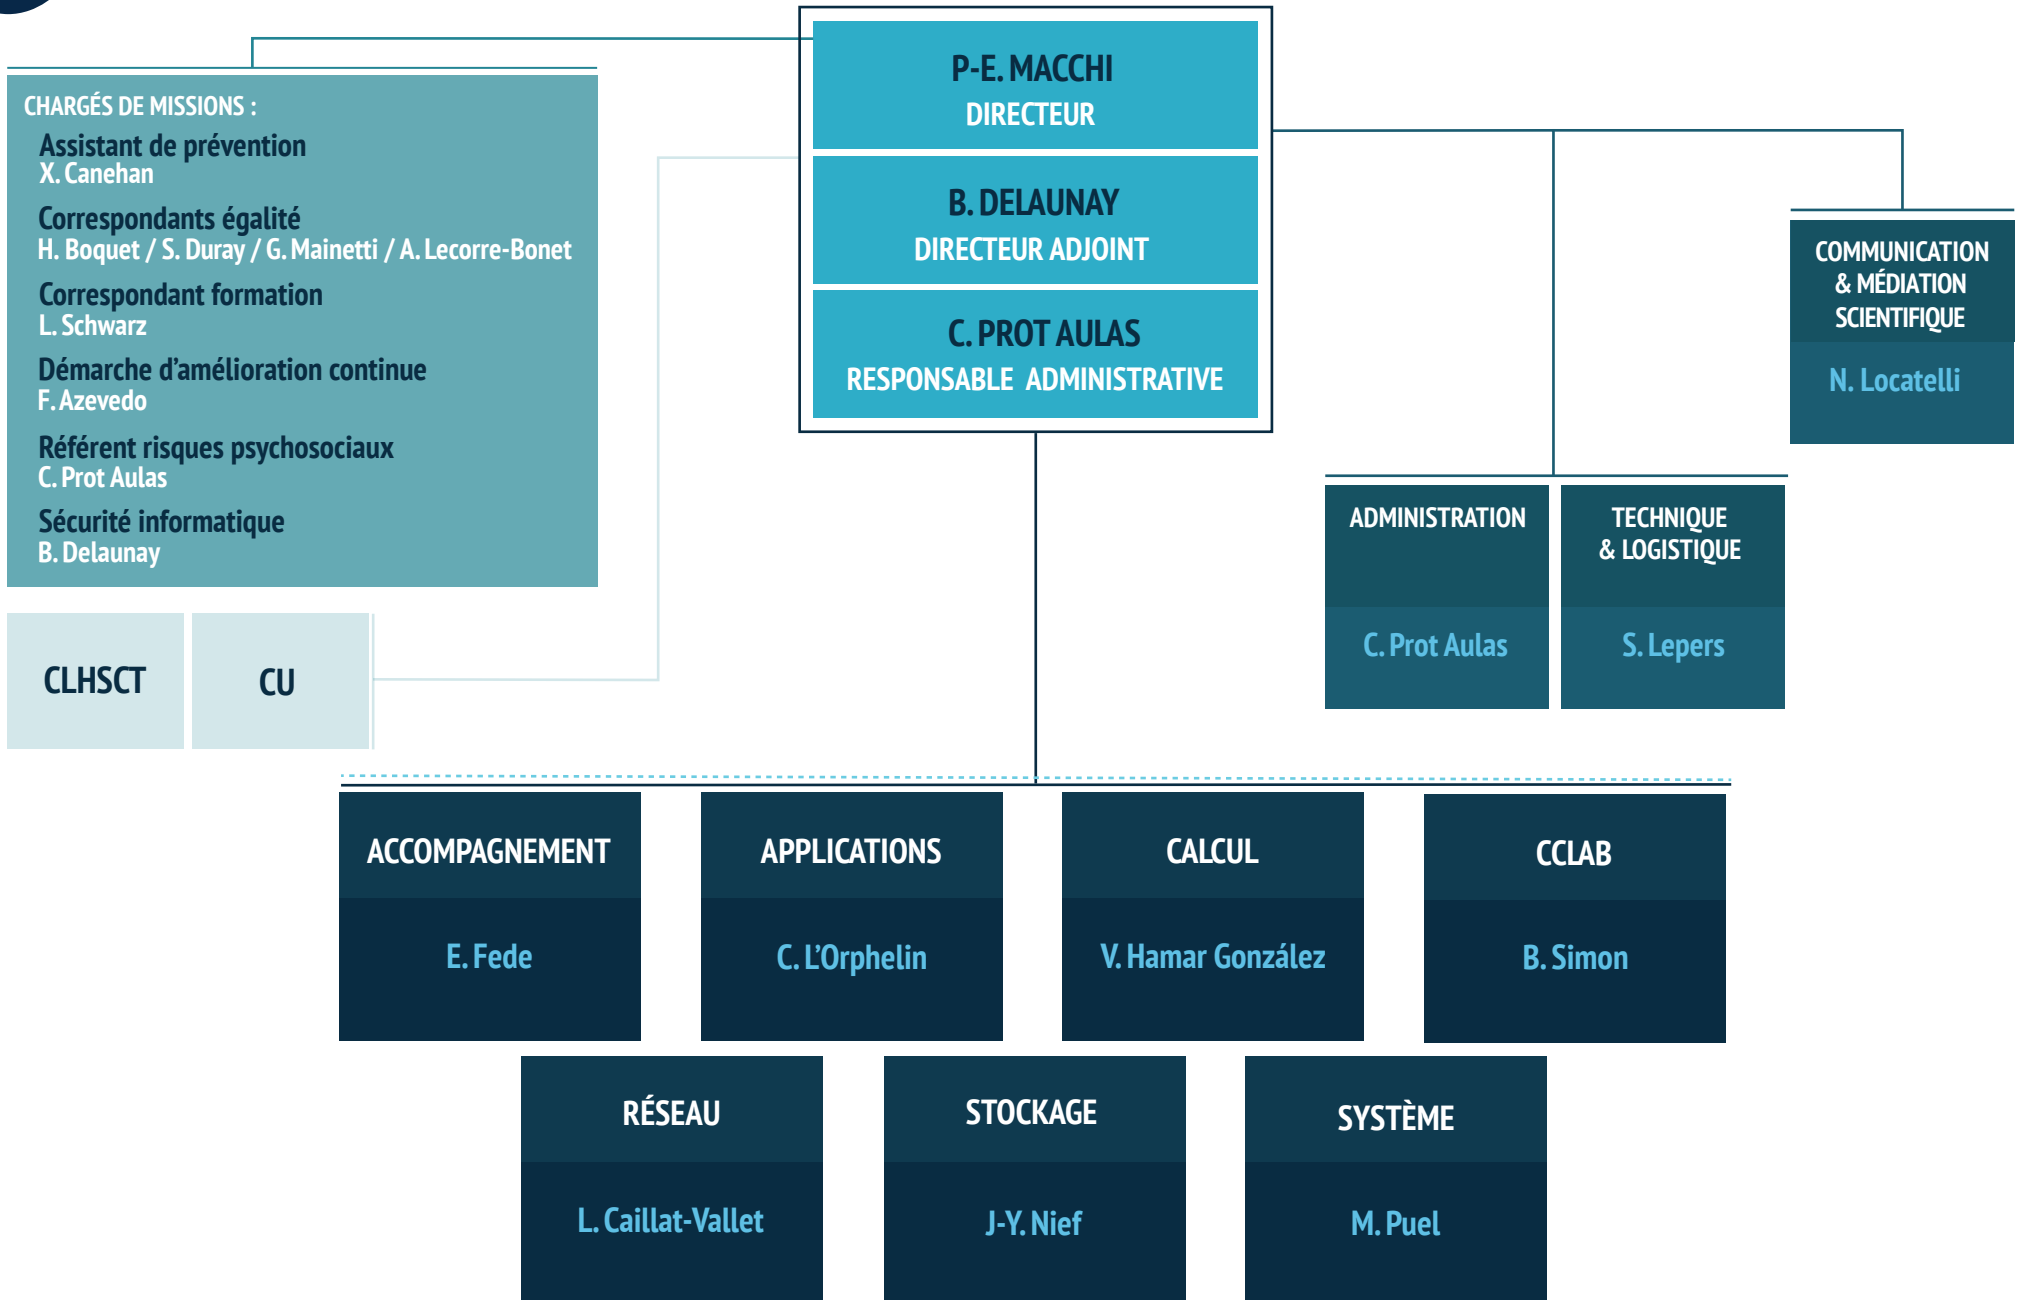 P-E. MACCHI
DIRECTEUR
B. DELAUNAY
DIRECTEUR ADJOINT
C. PROT AULAS
RESPONSABLE ADMINISTRATIVE
CHARGÉS DE MISSIONS :
Assistant de prévention
X. Canehan
Correspondants égalité
H. Boquet / S. Duray / G. Mainetti / A. Lecorre-Bonet
Correspondant formation
L. Schwarz
Démarche d’amélioration continue
F. Azevedo
Référent risques psychosociaux
C. Prot Aulas
Sécurité informatique
B. Delaunay
CLHSCT
CU
COMMUNICATION
& MÉDIATION
SCIENTIFIQUE
N. Locatelli
ADMINISTRATION
C. Prot Aulas
TECHNIQUE
& LOGISTIQUE
S. Lepers
ACCOMPAGNEMENT
E. Fede
APPLICATIONS
C. L’Orphelin
CALCUL
V. Hamar González
CCLAB
B. Simon
RÉSEAU
L. Caillat-Vallet
STOCKAGE
J-Y. Nief
SYSTÈME
M. Puel